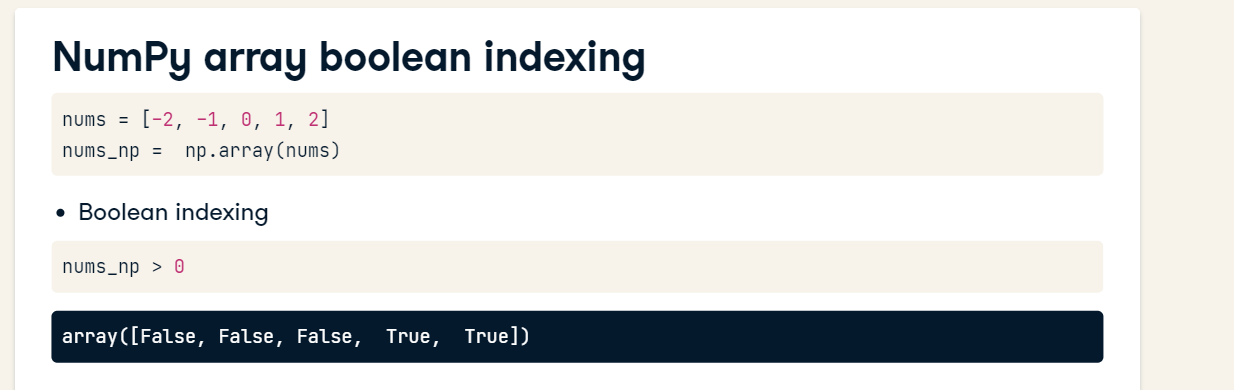 NumPy array boolean indexing
nums = [-2, -1, 0, 1, 2]
nums_np =  np.array(nums)
• Boolean indexing
nums_np > 0
array([False, False, False,  True,  True])